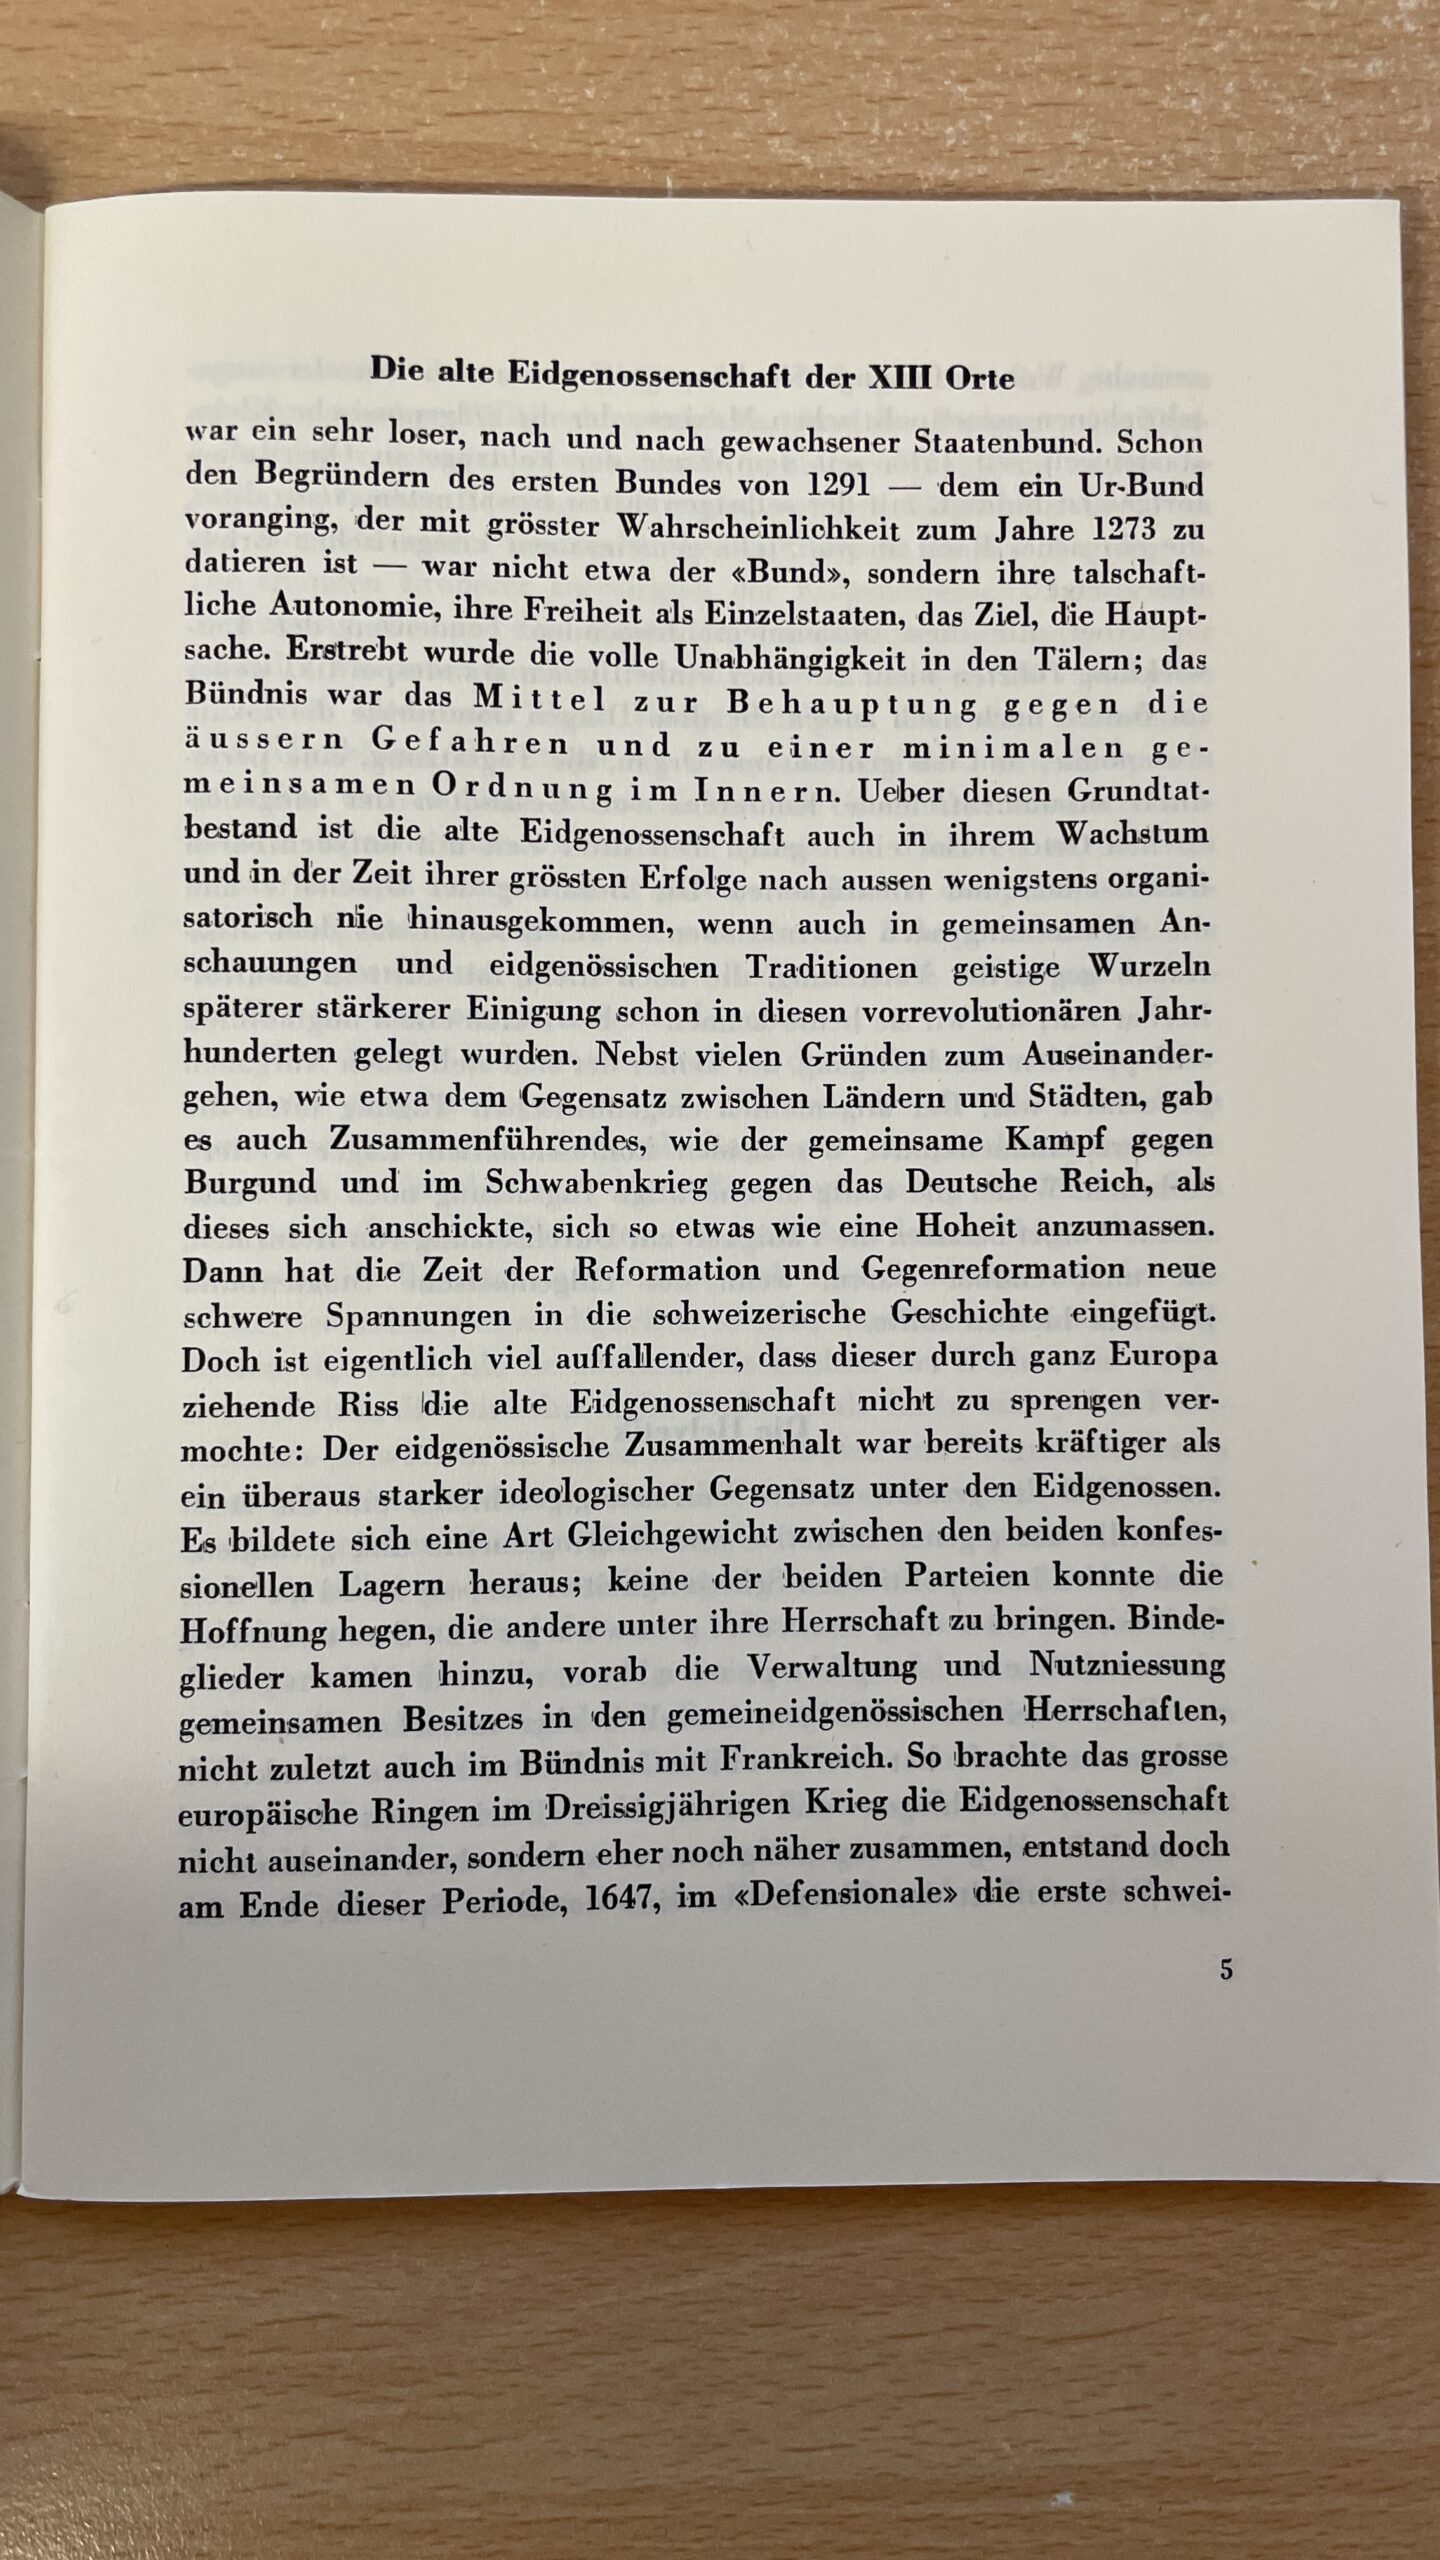 Die alte Eidgenossenschaft der XIII Orte
war ein sehr loser, nach und nach gewachsener Staatenbund. Schon
den Begründern des ersten Bundes von 1291 — dem ein Ur-Bund
voranging, der mit grösster Wahrscheinlichkeit zum Jahre 1273 zu
datieren ist — war nicht etwa der «Bund», sondern ihre talschaft-
liche Autonomie, ihre Freiheit als Einzelstaaten, das Ziel, die Haupt-
sache. Erstrebt wurde die volle Unabhängigkeit in den Tälern; das
Bündnis war das Mittel zur Behauptung gegen die
äussern Gefahren und zu einer minimalen ge-
meinsamen Ordnung im Innern. Ueber diesen Grundtat-
bestand ist die alte Eidgenossenschaft auch in ihrem Wachstum
und in der Zeit ihrer grössten Erfolge nach aussen wenigstens organi-
satorisch nie hinausgekommen, wenn auch in gemeinsamen An-
schauungen und eidgenössischen Traditionen geistige Wurzeln
späterer stärkerer Einigung schon in diesen vorrevolutionären Jahr-
hunderten gelegt wurden. Nebst vielen Gründen zum Auseinander-
gehen, wie etwa dem Gegensatz zwischen Ländern und Städten, gab
es auch Zusammenführendes, wie der gemeinsame Kampf gegen
Burgund und im Schwabenkrieg gegen das Deutsche Reich, als
dieses sich anschickte, sich so etwas wie eine Hoheit anzumassen.
Dann hat die Zeit der Reformation und Gegenreformation neue
schwere Spannungen in die schweizerische Geschichte eingefügt.
Doch ist eigentlich viel auffallender, dass dieser durch ganz Europa
ziehende Riss die alte Eidgenossenschaft nicht zu sprengen ver-
mochte: Der eidgenössische Zusammenhalt war bereits kräftiger als
ein überaus starker ideologischer Gegensatz unter den Eidgenossen.
Es bildete sich eine Art Gleichgewicht zwischen den beiden konfes-
sionellen Lagern heraus; keine der beiden Parteien konnte die
Hoffnung hegen, die andere unter ihre Herrschaft zu bringen. Binde-
glieder kamen hinzu, vorab die Verwaltung und Nutzniessung
gemeinsamen Besitzes in den gemeineidgenössischen Herrschaften,
nicht zuletzt auch im Bündnis mit Frankreich. So brachte das grosse
europäische Ringen im Dreissigjährigen Krieg die Eidgenossenschaft
nicht auseinander, sondern eher noch näher zusammen, entstand doch
am Ende dieser Periode, 1647, im «Defensionale» die erste schwei-
5